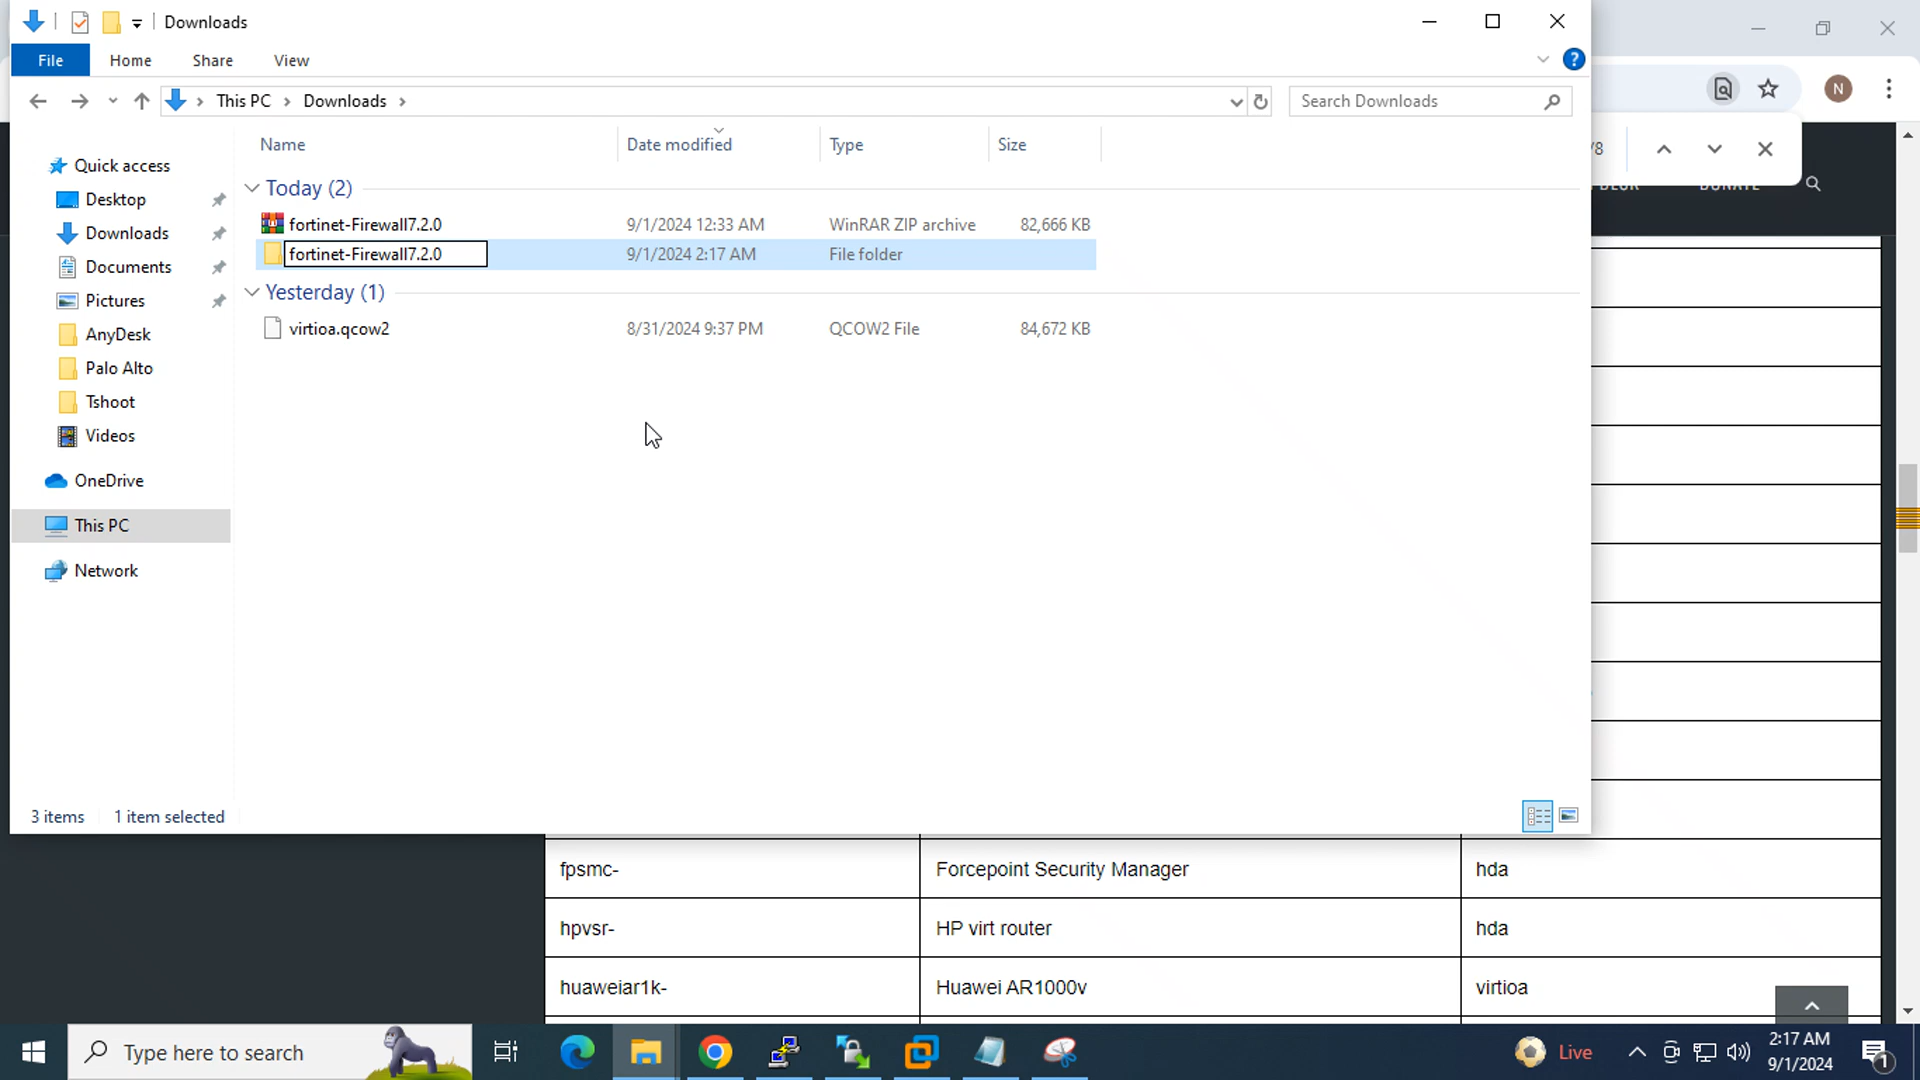 Downloads
File
Home
Share
View
?
This PC
Downloads
Search Downloads
N
Name
Date modified
Type
Size
/8
Quick access
Today (2)
Desktop
fortinet-Firewall7.2.0
9/1/2024 12:33 AM
WinRAR ZIP archive
82,666 KB
Downloads
fortinet-Firewall7.2.0
9/1/2024 2:17 AM
File folder
Documents
Yesterday (1)
Pictures
virtioa.qcow2
8/31/2024 9:37 PM
QCOW2 File
84,672 KB
AnyDesk
Palo Alto
Tshoot
Videos
OneDrive
This PC
Network
3 items
1 item selected
fpsmc-
Forcepoint Security Manager
hda
hpvsr-
HP virt router
hda
huaweiar1k-
Huawei AR1000v
virtioa
Type here to search
Live
2:17 AM
9/1/2024
1